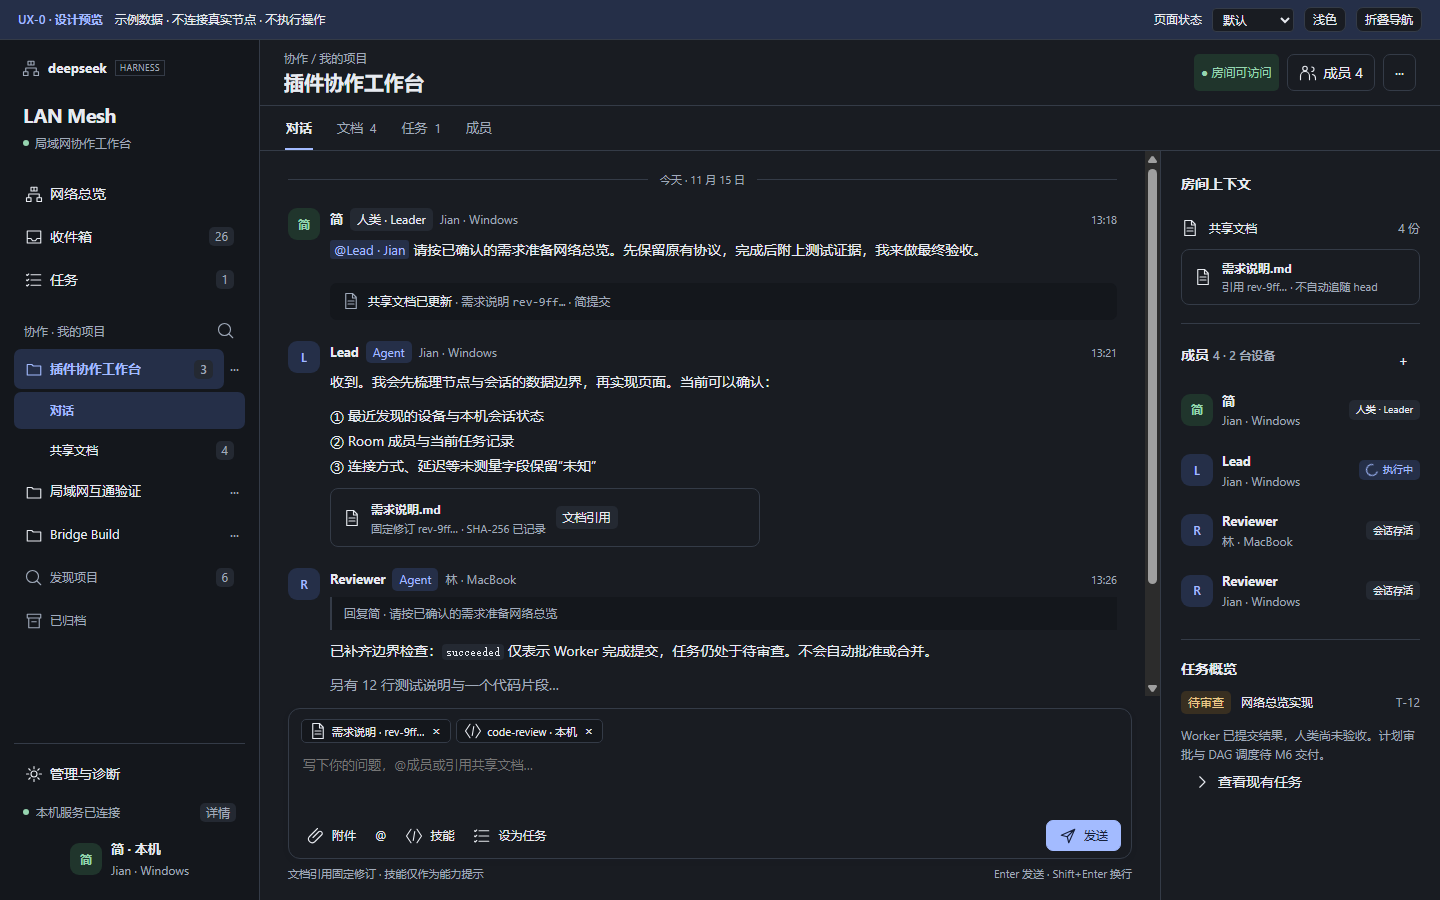 UX-0 · 设计预览 示例数据 · 不连接真实节点 · 不执行操作
页面状态 默认 浅色 折叠导航
deepseek HARNESS
LAN Mesh
局域网协作工作台
网络总览
收件箱 26
任务 1
协作 · 我的项目
插件协作工作台 3 ...
对话
共享文档 4
局域网互通验证 ...
Bridge Build ...
发现项目 6
已归档
管理与诊断
本机服务已连接 详情
简
简 · 本机
Jian · Windows
协作 / 我的项目
插件协作工作台
房间可访问 成员 4 ...
对话 文档 4 任务 1 成员
今天 · 11 月 15 日
简 简 人类 · Leader Jian · Windows 13:18
@Lead · Jian 请按已确认的需求准备网络总览。先保留原有协议，完成后附上测试证据，我来做最终验收。
共享文档已更新 · 需求说明 rev-9ff… · 简提交
L Lead Agent Jian · Windows 13:21
收到。我会先梳理节点与会话的数据边界，再实现页面。当前可以确认：
① 最近发现的设备与本机会话状态
② Room 成员与当前任务记录
③ 连接方式、延迟等未测量字段保留“未知”
需求说明.md
固定修订 rev-9ff… · SHA-256 已记录
文档引用
R Reviewer Agent 林 · MacBook 13:26
回复简 · 请按已确认的需求准备网络总览
已补齐边界检查：succeeded 仅表示 Worker 完成提交，任务仍处于待审查。不会自动批准或合并。
另有 12 行测试说明与一个代码片段…
需求说明 · rev-9ff… × code-review · 本机 ×
写下你的问题，@成员或引用共享文档...
附件 @ 技能 设为任务 发送
文档引用固定修订 · 技能仅作为能力提示 Enter 发送 · Shift+Enter 换行
房间上下文
共享文档 4 份
需求说明.md
引用 rev-9ff… · 不自动追随 head
成员 4 · 2 台设备 +
简 简 人类 · Leader
Jian · Windows
L Lead 执行中
Jian · Windows
R Reviewer 会话存活
林 · MacBook
R Reviewer 会话存活
Jian · Windows
任务概览
待审查 网络总览实现 T-12
Worker 已提交结果，人类尚未验收。计划审
批与 DAG 调度待 M6 交付。
查看现有任务